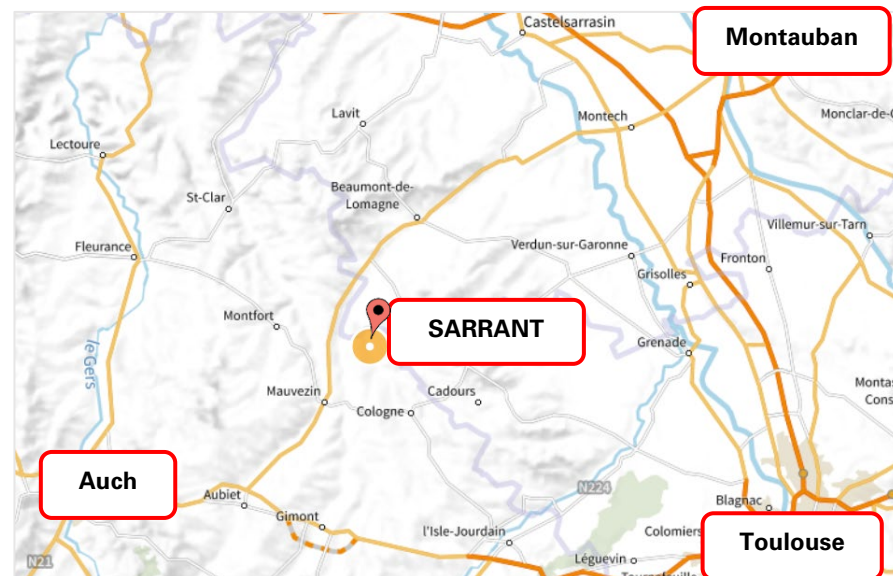 Castelsarrasin
Montauban
Lavit
Montech
Monclar-de-
Lectoure
St-Clar
Beaumont-de-
Lomagne
Villemur-sur-Tarn
Fleurance
Verdun-sur-Garonne
Fronton
Grisolles
Montfort
SARRANT
Grenade
le Gers
Mauvezin
Cadours
Cologne
Montas
Cons
Auch
Aubiet
N224
Blagnac
Gimont
l'Isle-Jourdain
Colomiers
Toulouse
N21
Léguevin